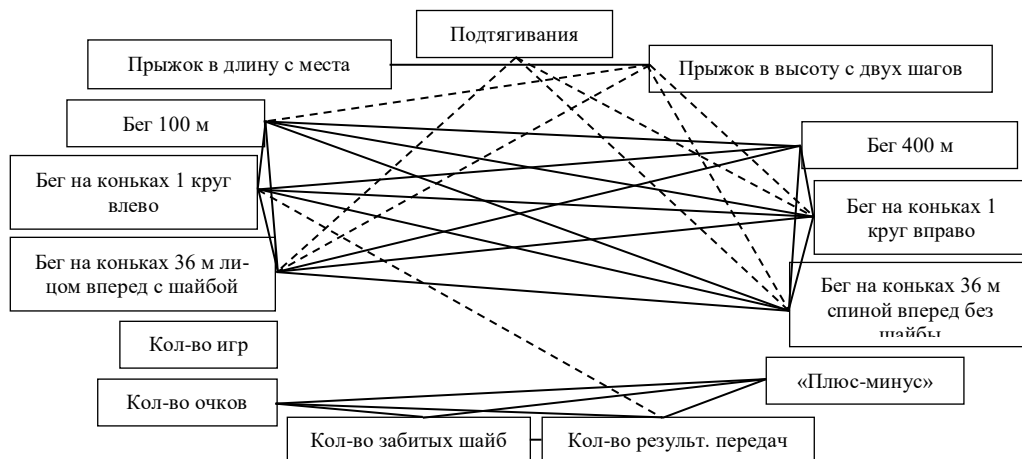 Подтягивания
Прыжок в длину с места
Прыжок в высоту с двух шагов
Бег 100 м
Бег 400 м
Бег на коньках 1 круг
влево
Бег на коньках 1
круг вправо
Бег на коньках 36 м ли-
цом вперед с шайбой
Бег на коньках 36 м
спиной вперед без
шайбы
Кол-во игр
«Плюс-минус»
Кол-во очков
Кол-во забитых шайб
Кол-во результ. передач